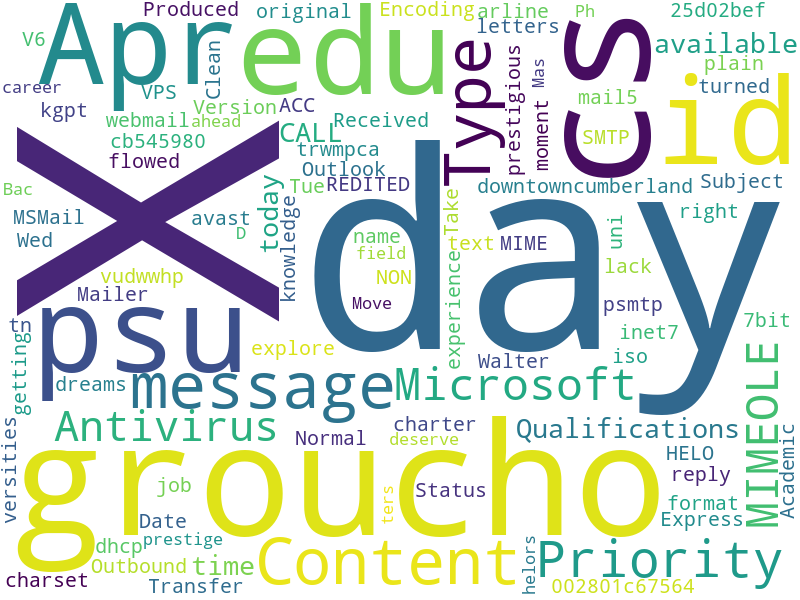 Produced
original
Encoding
arline
Ph
25d02bef
V6
Apr
edu
letters
cs
available
career
Clean
plain
VPS
Type
id
turned
kgpt
Version
ACC
prestigious
Mas
mail5
webmail
ahead
CALL
Received
moment
SMTP
cb545980
flowed
trwmpca
Outlook
X
day
Bac
Tue
REDITED
downtowncumberland
Subject
MSMail
avast
today
knowledge
Take
right
Wed
D
name
text
MIME
uni
field
vudwwhp
NON
experience
lack
Mailer
Move
psmtp
tn
psu
7bit
getting
explore
Walter
inet7
iso
dreams
message
Microsoft
MIMEOLE
Antivirus
charter
Qualifications
versities
Normal
deserve
Academic
groucho
HELO
job
Status
reply
ters
format
Date
Express
dhcp
prestige
Content
Priority
helors
Outbound
time
charset
Transfer
002801c67564